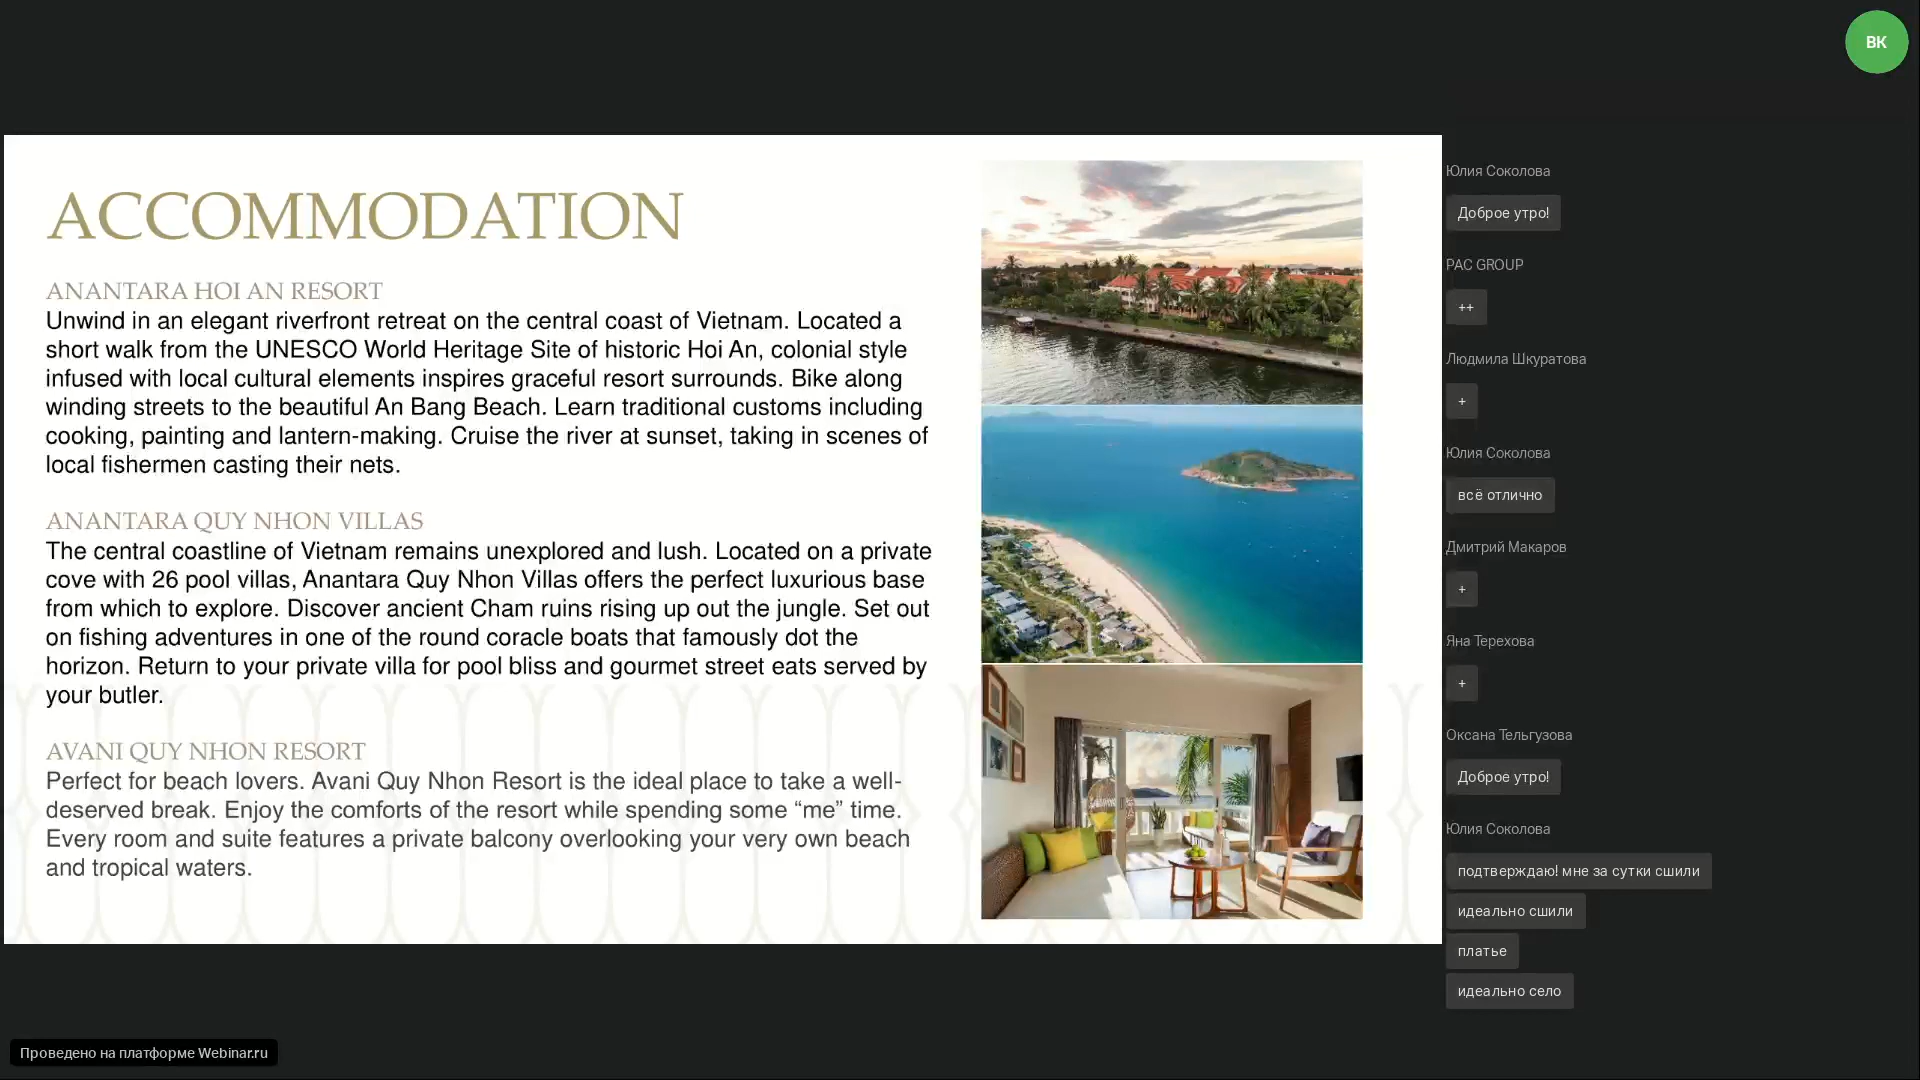 ВК
ACCOMMODATION
ANANTARA HOI AN RESORT
Unwind in an elegant riverfront retreat on the central coast of Vietnam. Located a
short walk from the UNESCO World Heritage Site of historic Hoi An, colonial style
infused with local cultural elements inspires graceful resort surrounds. Bike along
winding streets to the beautiful An Bang Beach. Learn traditional customs including
cooking, painting and lantern-making. Cruise the river at sunset, taking in scenes of
local fishermen casting their nets.
ANANTARA QUY NHON VILLAS
The central coastline of Vietnam remains unexplored and lush. Located on a private
cove with 26 pool villas, Anantara Quy Nhon Villas offers the perfect luxurious base
from which to explore. Discover ancient Cham ruins rising up out the jungle. Set out
on fishing adventures in one of the round coracle boats that famously dot the
horizon. Return to your private villa for pool bliss and gourmet street eats served by
your butler.
AVANI QUY NHON RESORT
Perfect for beach lovers. Avani Quy Nhon Resort is the ideal place to take a well-
deserved break. Enjoy the comforts of the resort while spending some “me” time.
Every room and suite features a private balcony overlooking your very own beach
and tropical waters.
Юлия Соколова
Доброе утро!
PAC GROUP
++
Людмила Шкуратова
+
Юлия Соколова
всё отлично
Дмитрий Макаров
+
Яна Терехова
+
Оксана Тельгузова
Доброе утро!
Юлия Соколова
подтверждаю! мне за сутки сшили
идеально сшили
платье
идеально село
Проведено на платформе Webinar.ru